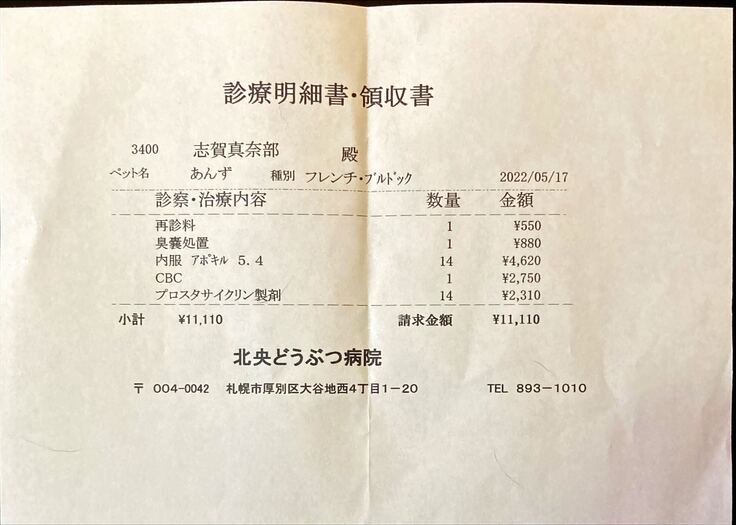 診療明細書・領収書
3400 志賀真奈部 殿
ペット名 あんず 種別 フレンチ・ブルドック 2022/05/17
診察・治療内容 数量 金額
再診料 1 ¥550
臭嚢処置 1 ¥880
内服 アポキル 5.4 14 ¥4,620
CBC 1 ¥2,750
プロスタサイクリン製剤 14 ¥2,310
小計 ¥11,110 請求金額 ¥11,110
北央どうぶつ病院
〒 004-0042 札幌市厚別区大谷地西4丁目1-20 TEL 893-1010